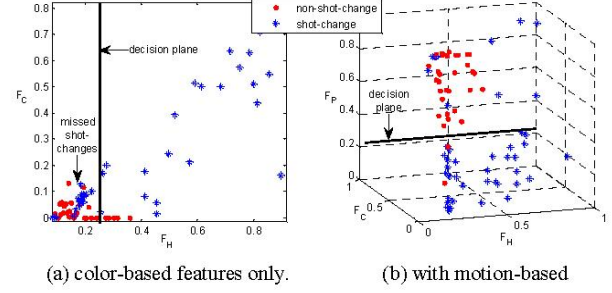 non-shot-change
shot-change
(a)
decision plane
missed
shot-
changes
F_C
0.8
0.7
0.6
0.5
0.4
0.3
0.2
0.1
0
0.2
0.4
0.6
0.8
F_H
(b)
decision
plane
F_P
0.8
0.6
0.4
0.2
0
1
F_C
0.5
0
0
0.5
F_H
1
(a) color-based features only.
(b) with motion-based